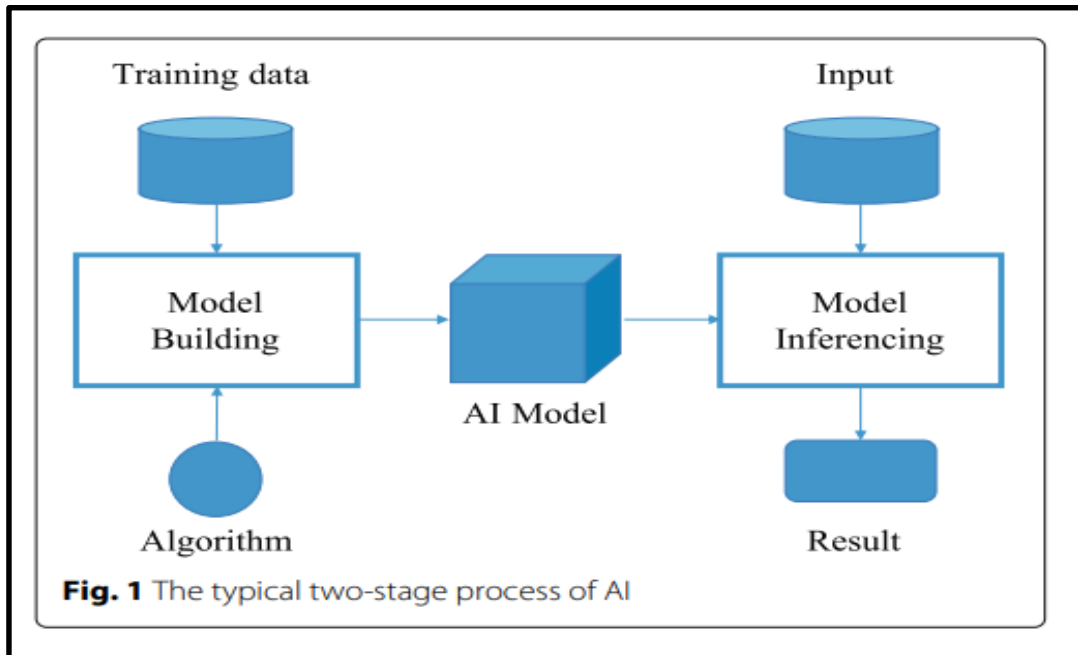 Training data
Input
Model
Building
AI Model
Model
Inferencing
Algorithm
Result
Fig. 1 The typical two-stage process of AI